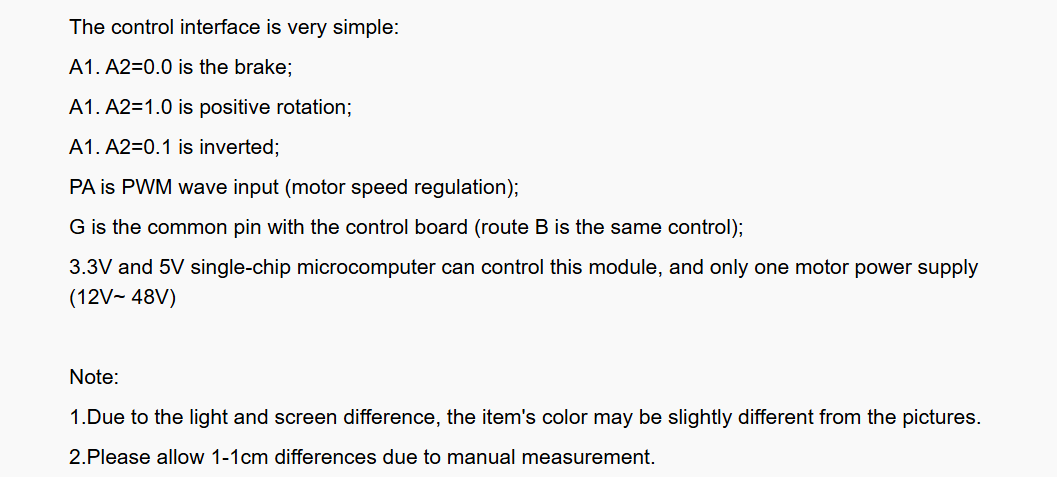 The control interface is very simple:
A1. A2=0.0 is the brake;
A1. A2=1.0 is positive rotation;
A1. A2=0.1 is inverted;
PA is PWM wave input (motor speed regulation);
G is the common pin with the control board (route B is the same control);
3.3V and 5V single-chip microcomputer can control this module, and only one motor power supply
(12V~ 48V)
Note:
1.Due to the light and screen difference, the item's color may be slightly different from the pictures.
2.Please allow 1-1cm differences due to manual measurement.